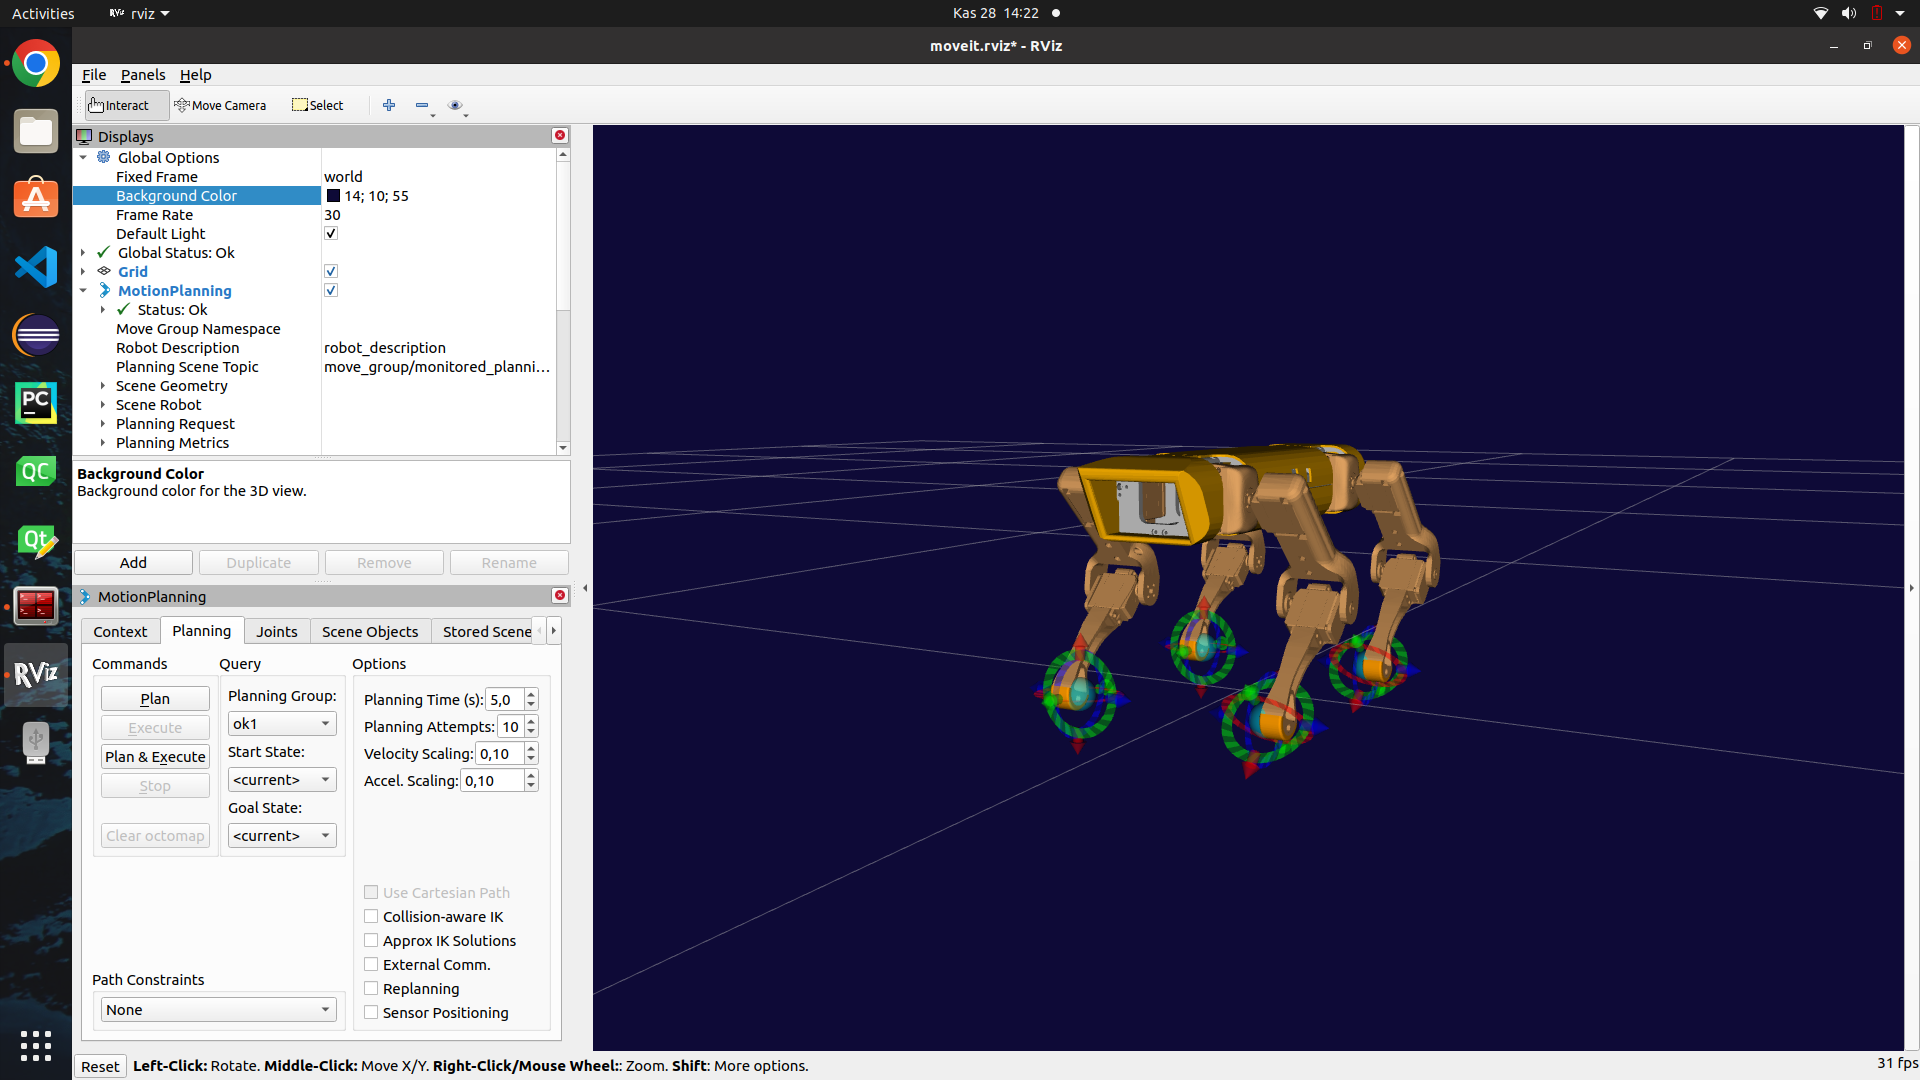 Activities
RViz rviz
Kas 28 14:22
moveit.rviz* - RViz
File Panels Help
Interact Move Camera Select
Displays
Global Options
Fixed Frame world
Background Color 14; 10; 55
Frame Rate 30
Default Light
Global Status: Ok
Grid
MotionPlanning
Status: Ok
Move Group Namespace
Robot Description robot_description
Planning Scene Topic move_group/monitored_planni...
Scene Geometry
Scene Robot
Planning Request
Planning Metrics
Background Color
Background color for the 3D view.
Add Duplicate Remove Rename
MotionPlanning
Context Planning Joints Scene Objects Stored Scene
Commands Query Options
Plan
Execute
Plan & Execute
Stop
Clear octomap
Planning Group:
ok1
Start State:
<current>
Goal State:
<current>
Planning Time (s): 5,0
Planning Attempts: 10
Velocity Scaling: 0,10
Accel. Scaling: 0,10
Use Cartesian Path
Collision-aware IK
Approx IK Solutions
External Comm.
Replanning
Sensor Positioning
Path Constraints
None
Reset Left-Click: Rotate. Middle-Click: Move X/Y. Right-Click/Mouse Wheel:: Zoom. Shift: More options.
31 fps
PC
QC
Qt
RViz